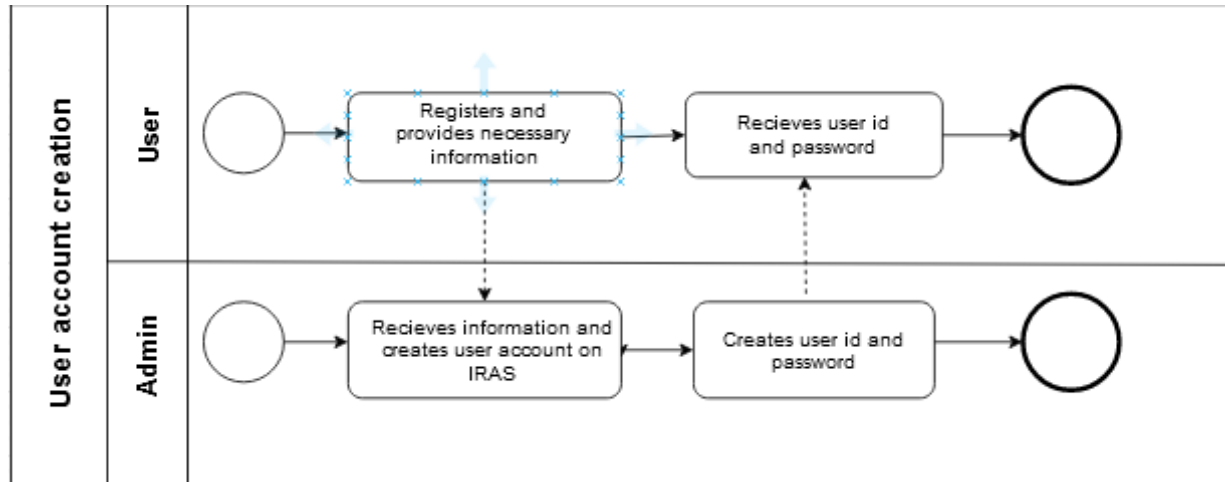 User account creation
User
Registers and
provides necessary
information
Recieves user id
and password
Admin
Recieves information and
creates user account on
IRAS
Creates user id and
password